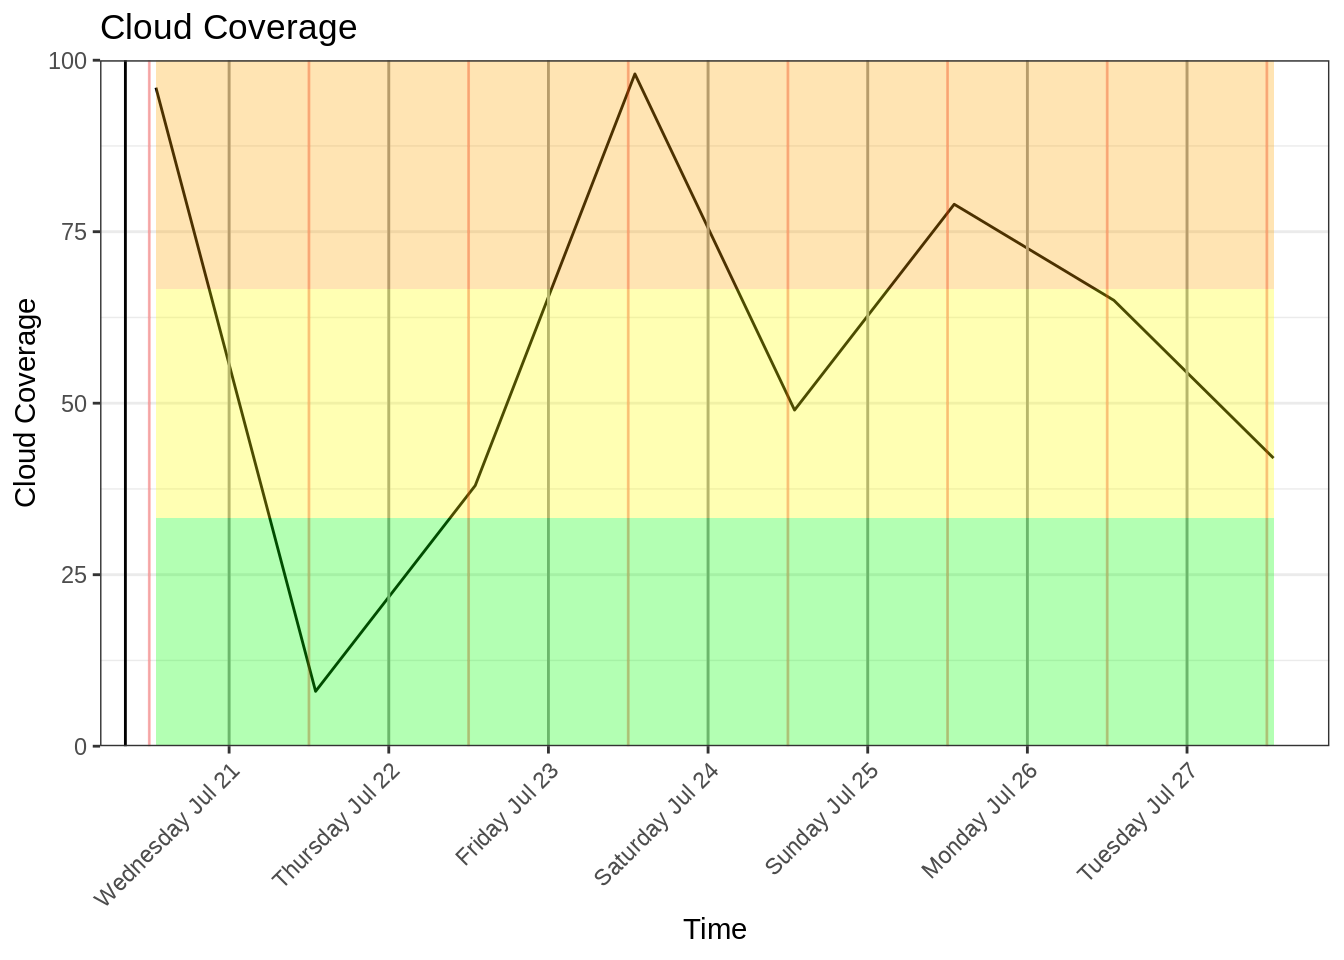 Cloud Coverage
Cloud Coverage
100
75
50
25
0
Wednesday Jul 21
Thursday Jul 22
Friday Jul 23
Saturday Jul 24
Sunday Jul 25
Monday Jul 26
Tuesday Jul 27
Time